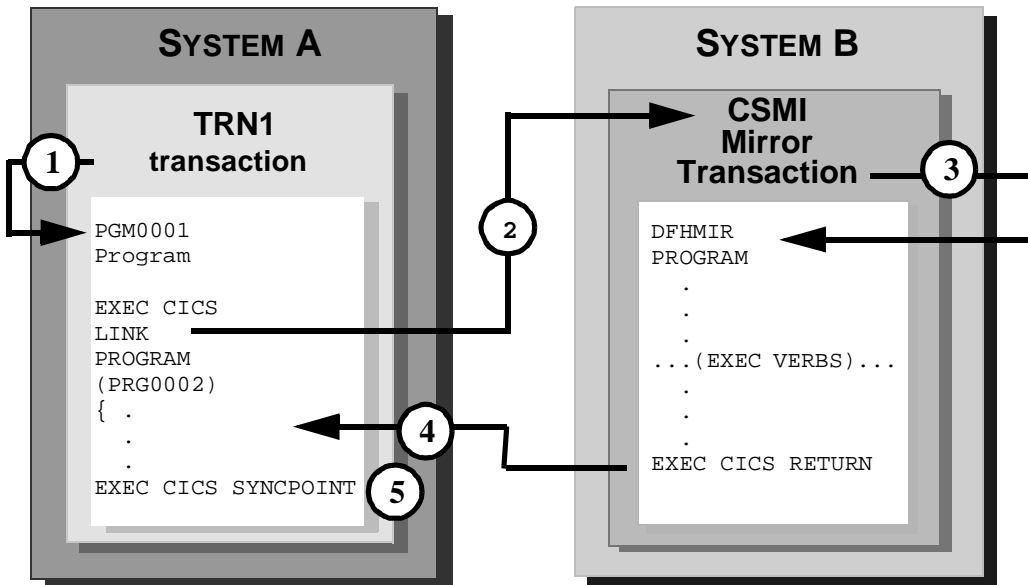 SYSTEM A
TRN1
transaction
1
PGM0001
Program
EXEC CICS
LINK
PROGRAM
(PRG0002)
{ .
.
.
EXEC CICS SYNCPOINT
5
2
4
SYSTEM B
CSMI
Mirror
Transaction
3
DFHMIR
PROGRAM
.
.
.
...(EXEC VERBS)...
.
.
.
EXEC CICS RETURN